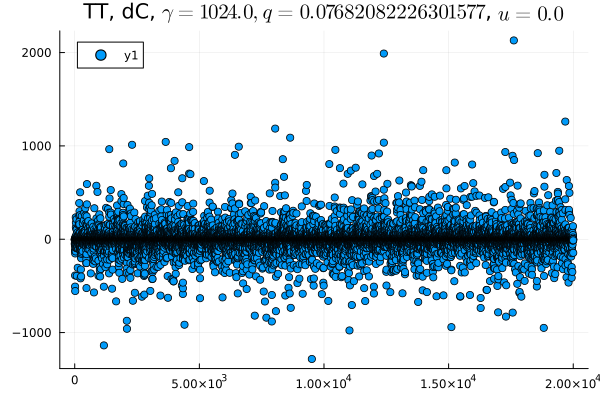 TT, dC, γ = 1024.0, q = 0.07682082226301577, u = 0.0
y1
2000
1000
0
−1000
0 5.00×10³ 1.00×10⁴ 1.50×10⁴ 2.00×10⁴